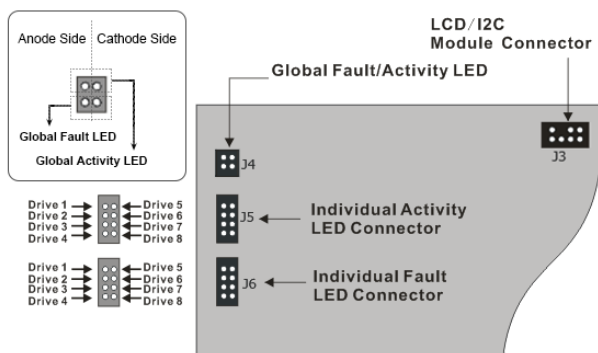 Anode Side
Cathode Side
Global Fault LED
Global Activity LED
LCD/I2C
Module Connector
Global Fault/Activity LED
J3
J4
Drive 1
Drive 2
Drive 3
Drive 4
Drive 5
Drive 6
Drive 7
Drive 8
J5
Individual Activity
LED Connector
Drive 1
Drive 2
Drive 3
Drive 4
Drive 5
Drive 6
Drive 7
Drive 8
J6
Individual Fault
LED Connector